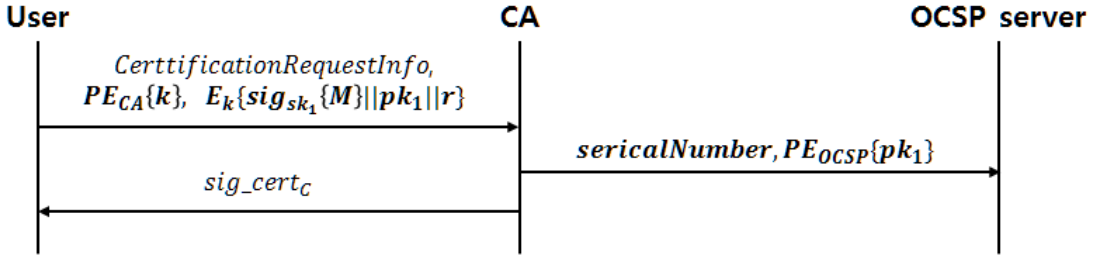 User CA OCSP server
CerttificationRequestInfo,
PE_CA{k}, E_k{sig_sk₁{M}||pk₁||r}
sericalNumber, PE_OCSP{pk₁}
sig_cert_C